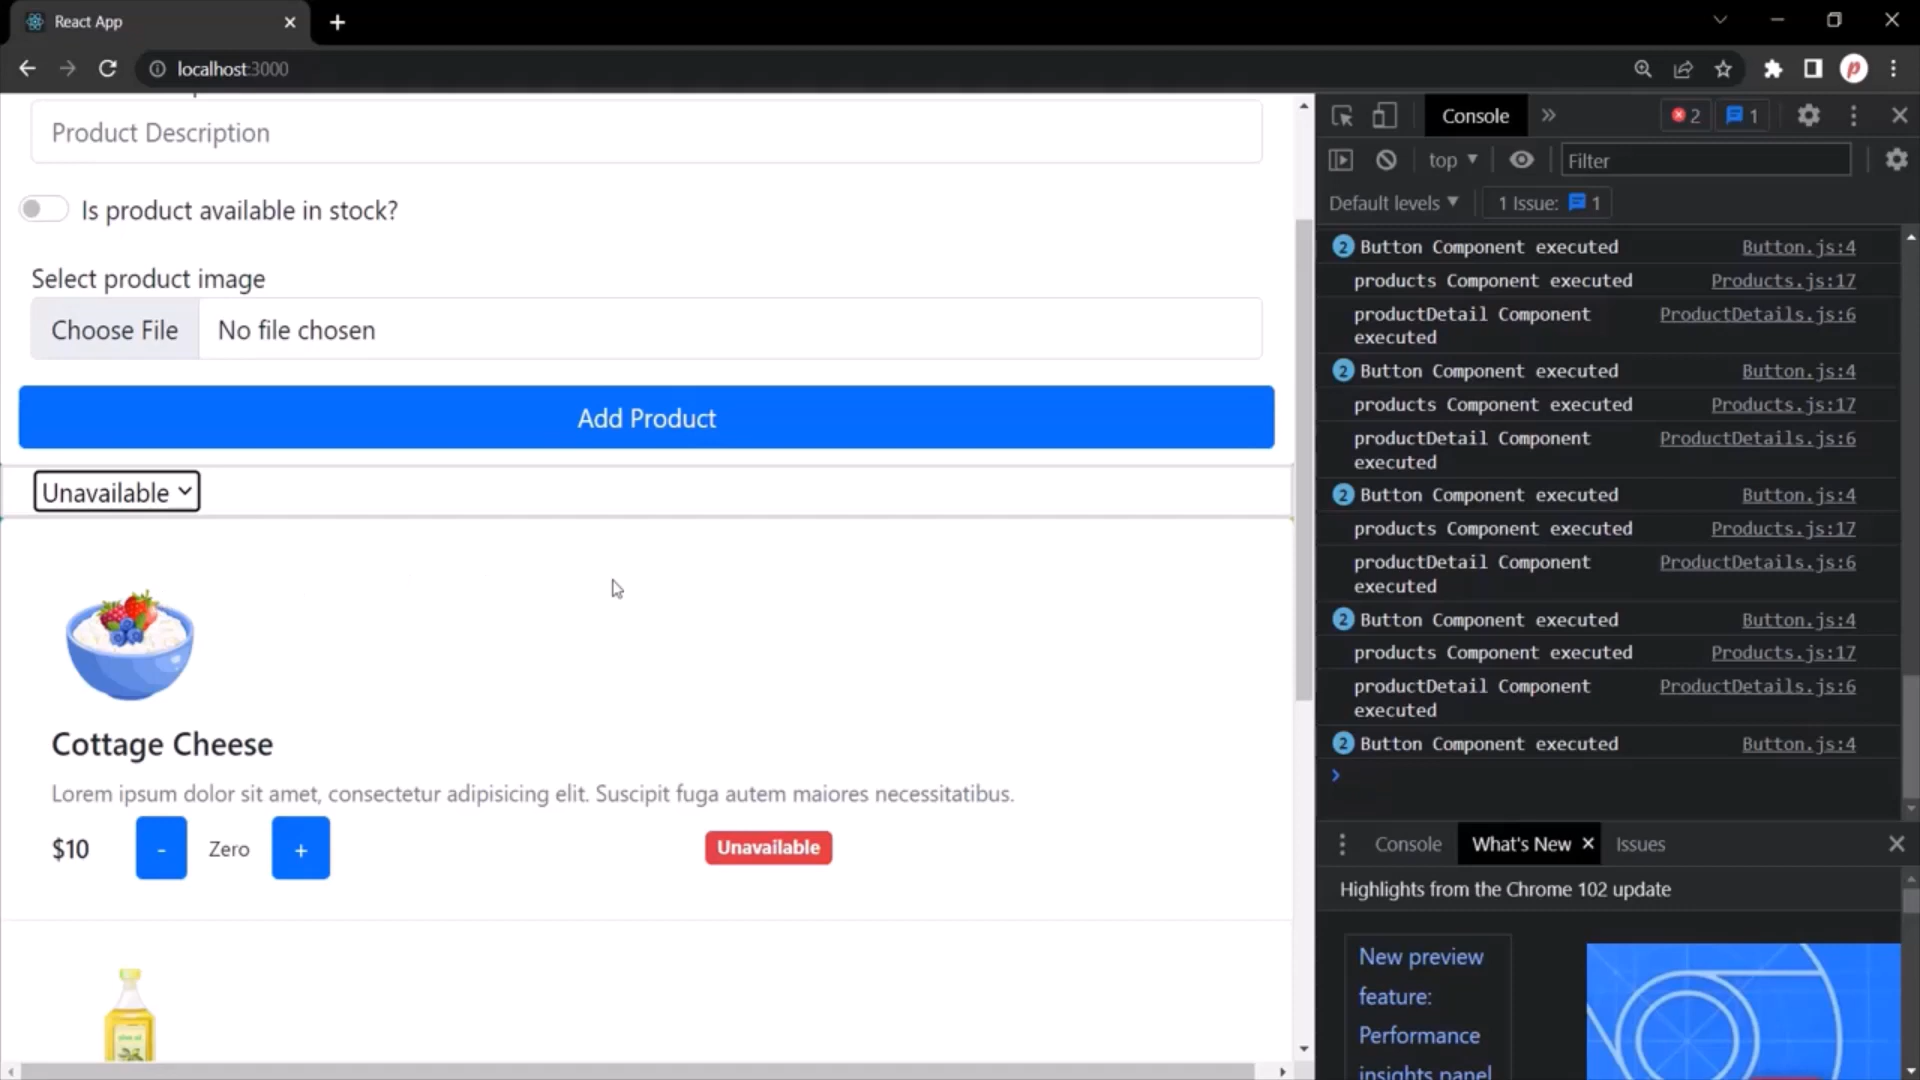 React App
localhost:3000
Product Description
Is product available in stock?
Select product image
Choose File No file chosen
Add Product
Unavailable
Cottage Cheese
Lorem ipsum dolor sit amet, consectetur adipisicing elit. Suscipit fuga autem maiores necessitatibus.
$10 - Zero + Unavailable
Console 2 1
top Filter
Default levels 1 Issue: 1
2 Button Component executed Button.js:4
products Component executed Products.js:17
productDetail Component ProductDetails.js:6
executed
2 Button Component executed Button.js:4
products Component executed Products.js:17
productDetail Component ProductDetails.js:6
executed
2 Button Component executed Button.js:4
products Component executed Products.js:17
productDetail Component ProductDetails.js:6
executed
2 Button Component executed Button.js:4
products Component executed Products.js:17
productDetail Component ProductDetails.js:6
executed
2 Button Component executed Button.js:4
Console What's New Issues
Highlights from the Chrome 102 update
New preview
feature:
Performance
insights panel